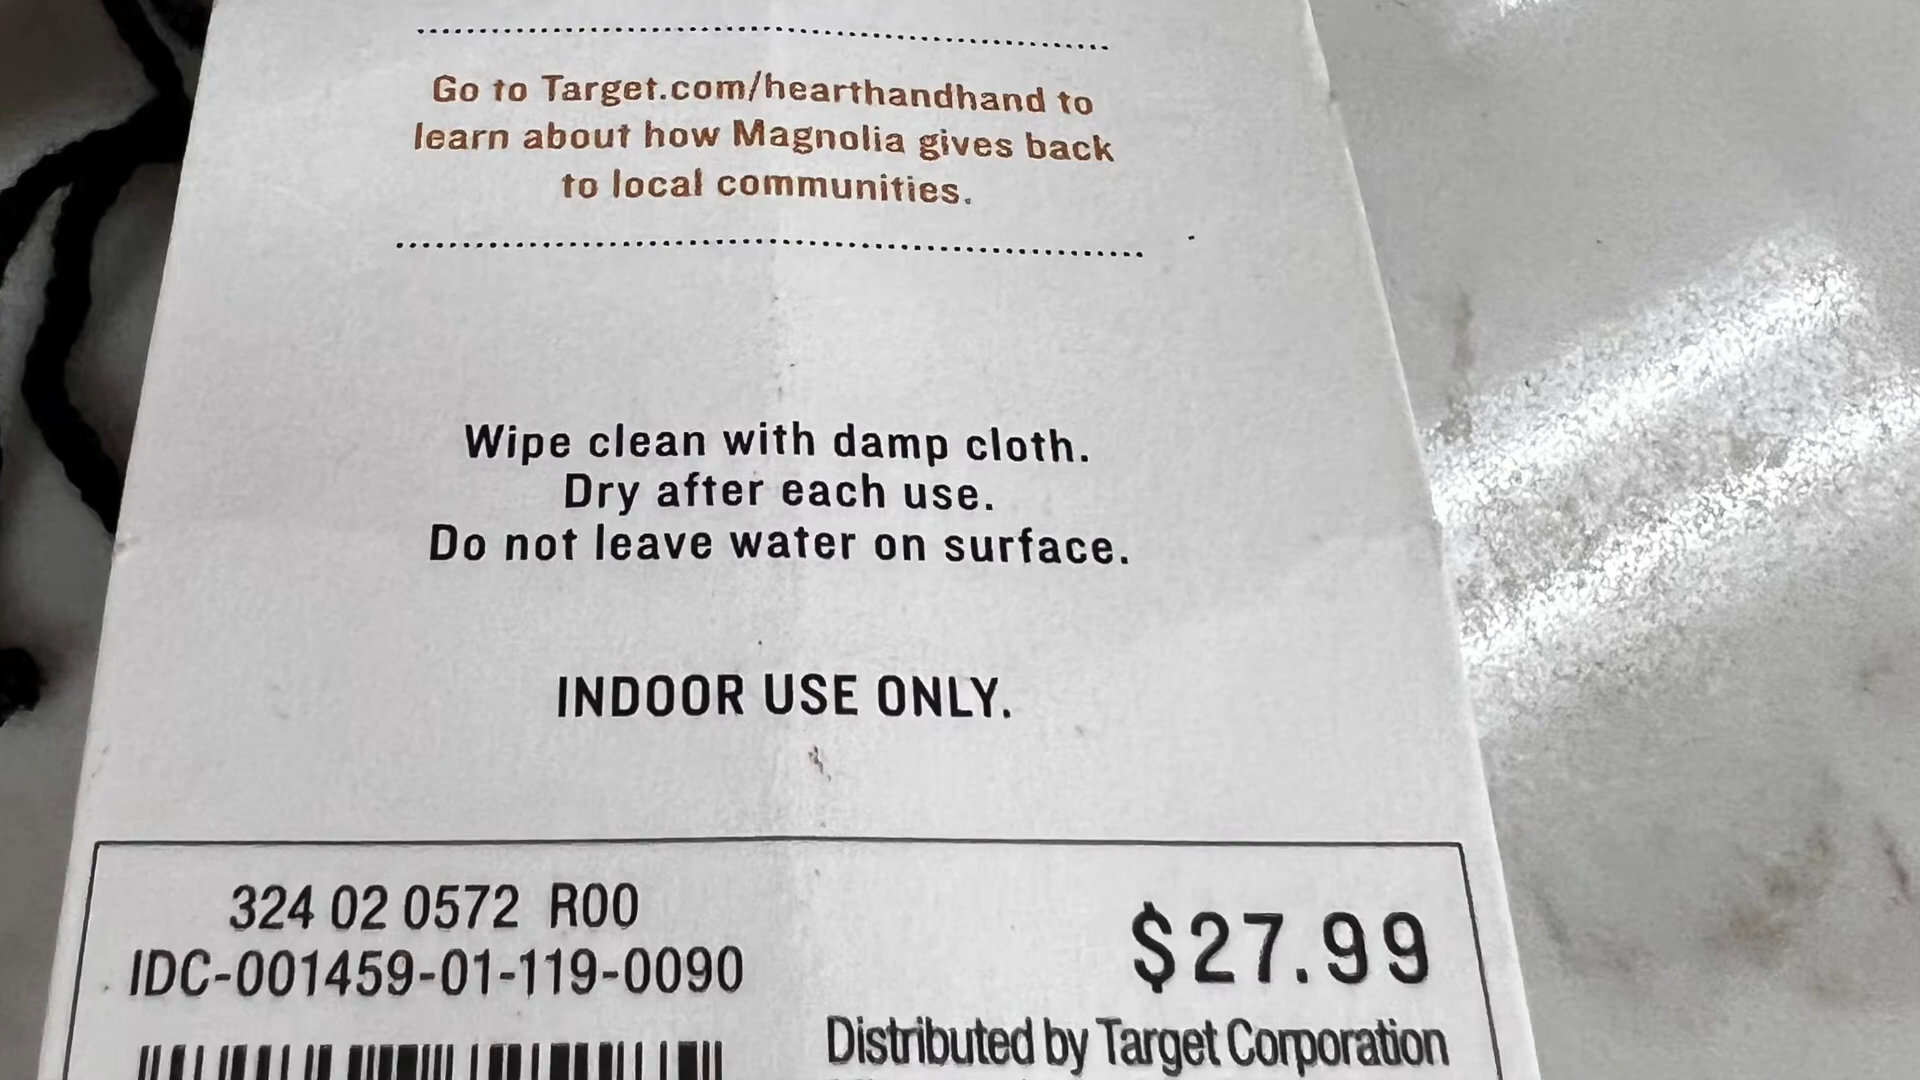 Go to Target.com/hearthandhand to
learn about how Magnolia gives back
to local communities.
Wipe clean with damp cloth.
Dry after each use.
Do not leave water on surface.
INDOOR USE ONLY.
324 02 0572 R00
IDC-001459-01-119-0090
$27.99
Distributed by Target Corporation